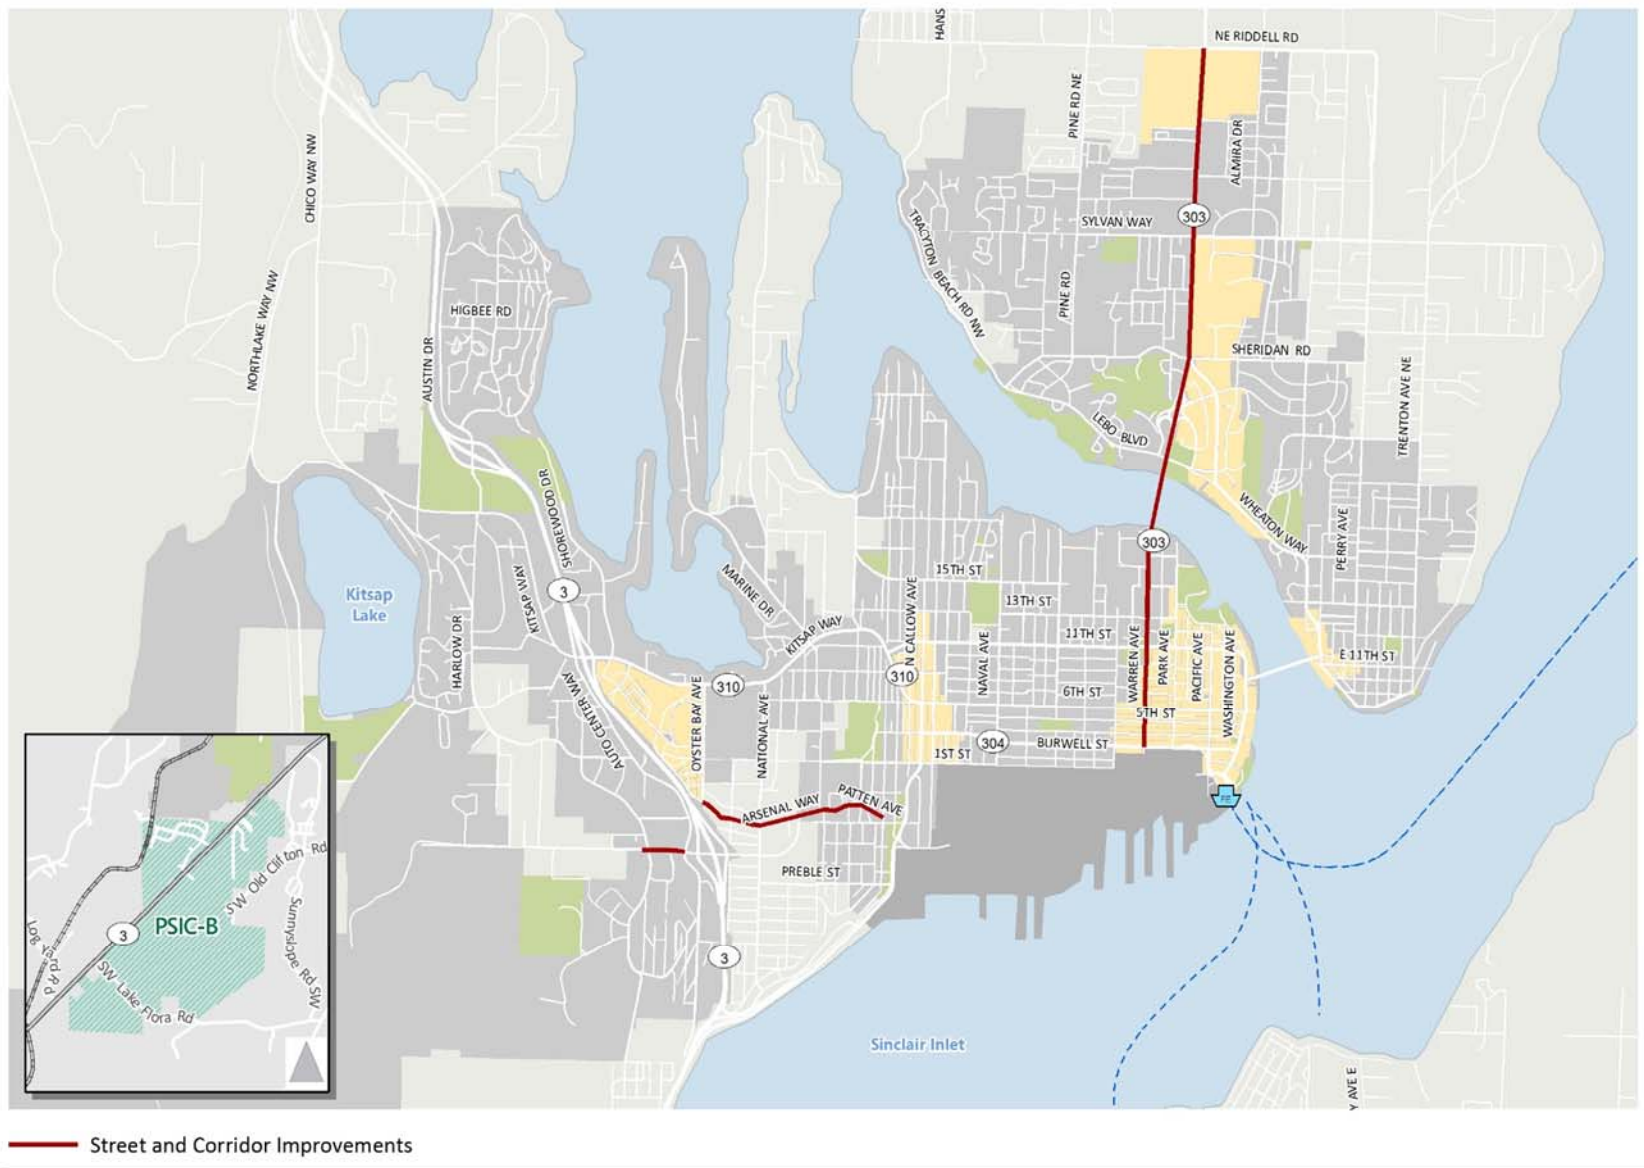 HANS
NE RIDDELL RD
PINE RD NE
ALMIRA DR
CHICO WAY NW
SYLVAN WAY
303
TRACYTON BEACH RD NW
PINE RD
NORTHLAKE WAY NW
HIGBEE RD
AUSTIN DR
SHERIDAN RD
TRENTON AVE NE
LEBO BLVD
SHOREWOOD DR
WHEATON WAY
PERRY AVE
303
15TH ST
Kitsap
Lake
3
KITSAP WAY
MARINE DR
N CALLOW AVE
13TH ST
HARLOW DR
KITSAP WAY
11TH ST
NAVAL AVE
WARREN AVE
PARK AVE
PACIFIC AVE
WASHINGTON AVE
E 11TH ST
310
310
6TH ST
AUTO CENTER WAY
OYSTER BAY AVE
NATIONAL AVE
5TH ST
1ST ST
304
BURWELL ST
ARSENAL WAY
PATTEN AVE
PREBLE ST
SW Old Clifton Rd
3
PSIC-B
Log Yard Rd
Sunnyslope Rd SW
SW Lake Flora Rd
3
Sinclair Inlet
Y AVE E
Street and Corridor Improvements